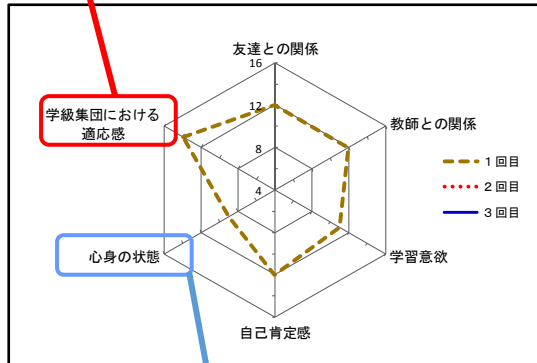 友達との関係
16
学級集団における
適応感
12
教師との関係
8
1回目
2回目
4
3回目
心身の状態
学習意欲
自己肯定感